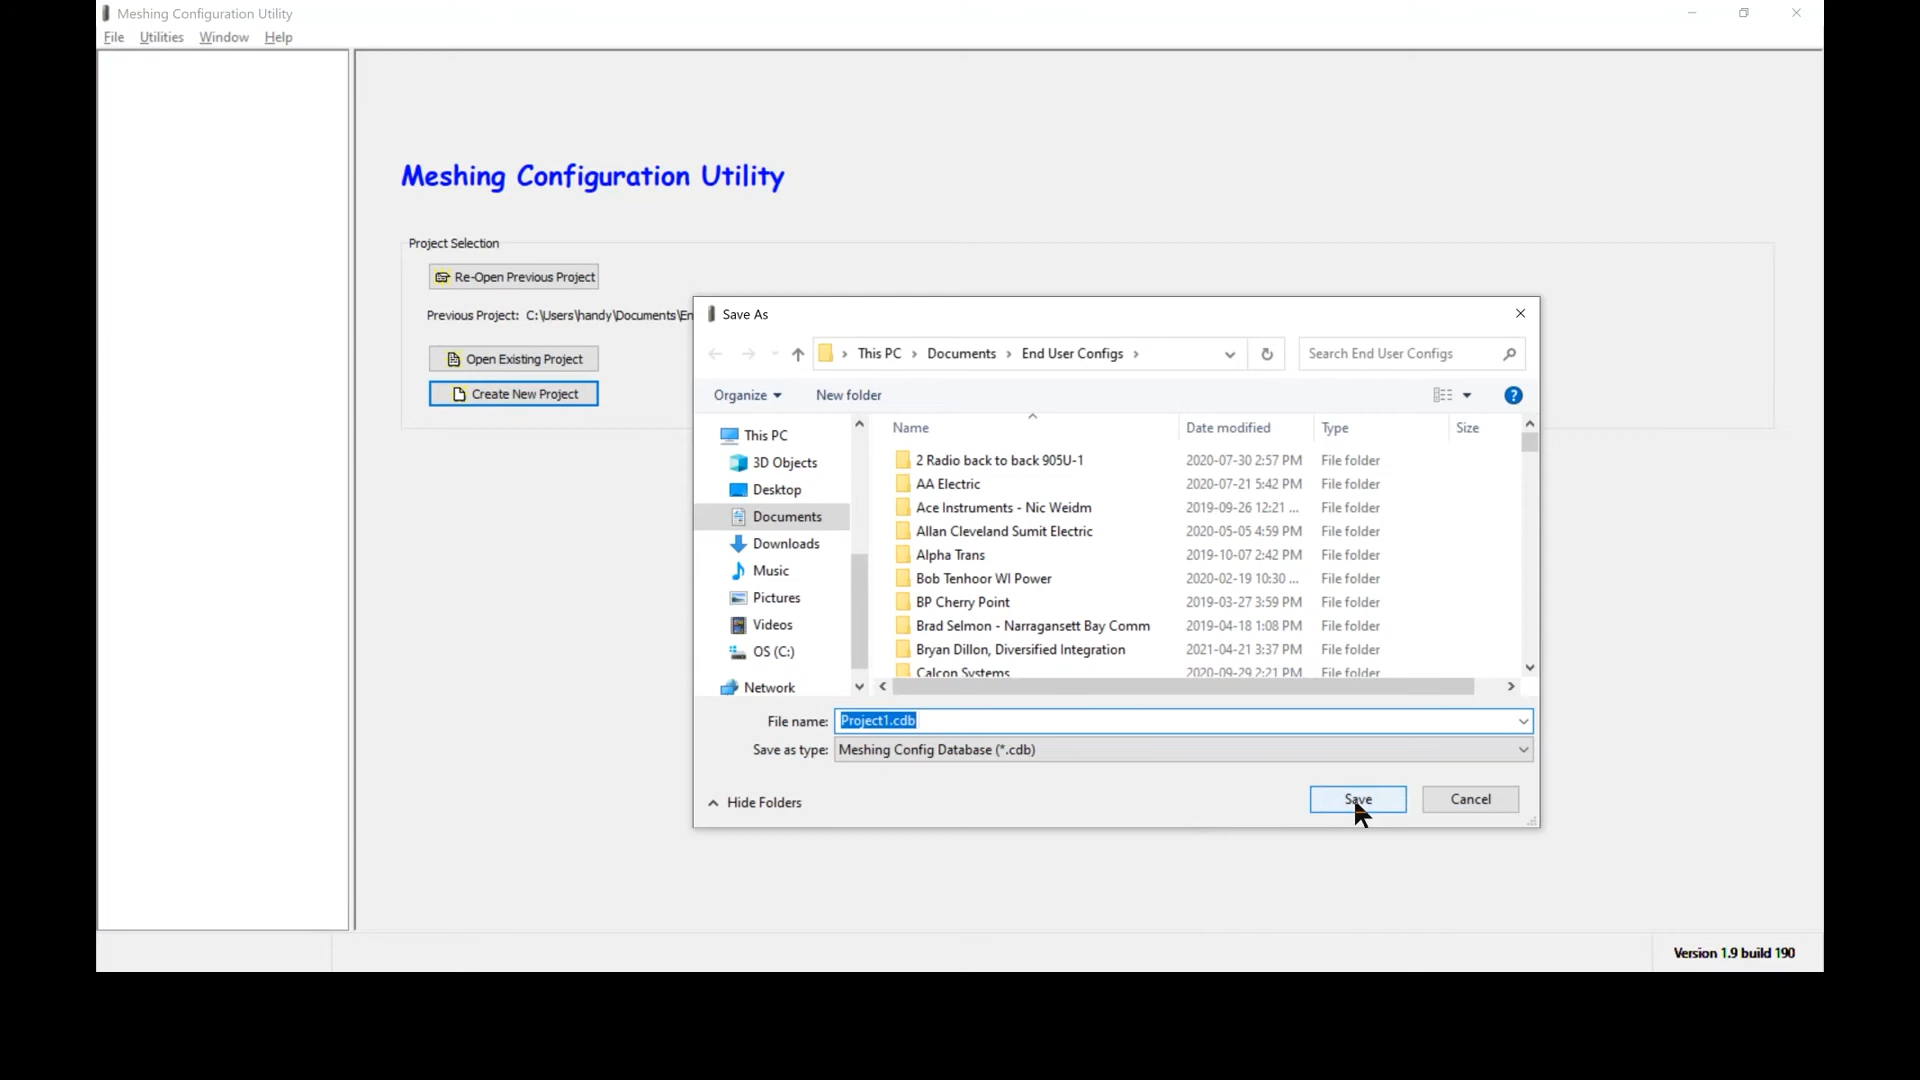 Meshing Configuration Utility
File Utilities Window Help
Meshing Configuration Utility
Project Selection
Re-Open Previous Project
Previous Project: C:\Users\handy\Documents\En
Open Existing Project
Create New Project
Save As
This PC Documents End User Configs
Search End User Configs
Organize New folder
This PC
3D Objects
Desktop
Documents
Downloads
Music
Pictures
Videos
OS (C:)
Network
Name Date modified Type Size
2 Radio back to back 905U-1 2020-07-30 2:57 PM File folder
AA Electric 2020-07-21 5:42 PM File folder
Ace Instruments - Nic Weidm 2019-09-26 12:21 ... File folder
Allan Cleveland Sumit Electric 2020-05-05 4:59 PM File folder
Alpha Trans 2019-10-07 2:42 PM File folder
Bob Tenhoor WI Power 2020-02-19 10:30 ... File folder
BP Cherry Point 2019-03-27 3:59 PM File folder
Brad Selmon - Narragansett Bay Comm 2019-04-18 1:08 PM File folder
Bryan Dillon, Diversified Integration 2021-04-21 3:37 PM File folder
Calcon Systems 2020-09-29 2:21 PM File folder
File name: Project1.cdb
Save as type: Meshing Config Database (*.cdb)
Hide Folders
Save Cancel
Version 1.9 build 190